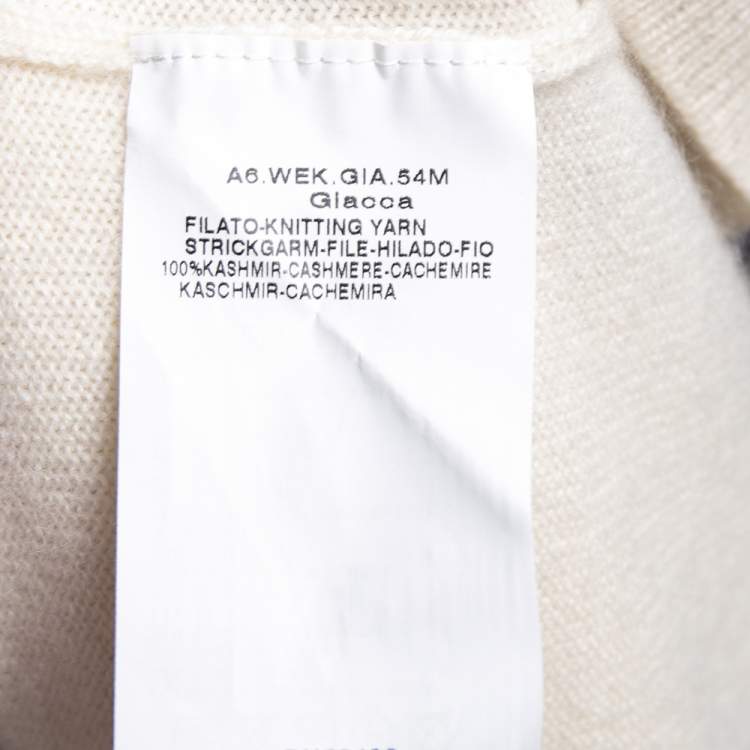 A6.WEK.GIA.54M
Giacca
FILATO-KNITTING YARN
STRICKGARM-FILE-HILADO-FIO
100%KASHMIR-CASHMERE-CACHEMIRE
KASCHMIR-CACHEMIRA